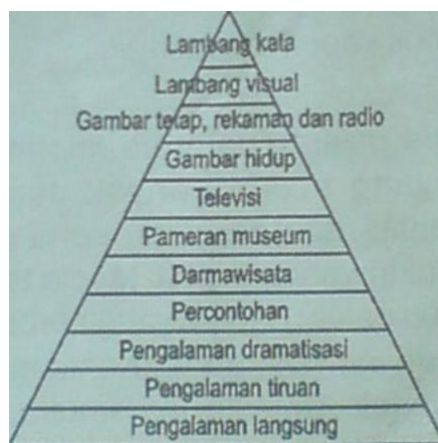 Lambang kata
Lambang visual
Gambar tetap, rekaman dan radio
Gambar hidup
Televisi
Pameran museum
Darmawisata
Percontohan
Pengalaman dramatisasi
Pengalaman tiruan
Pengalaman langsung